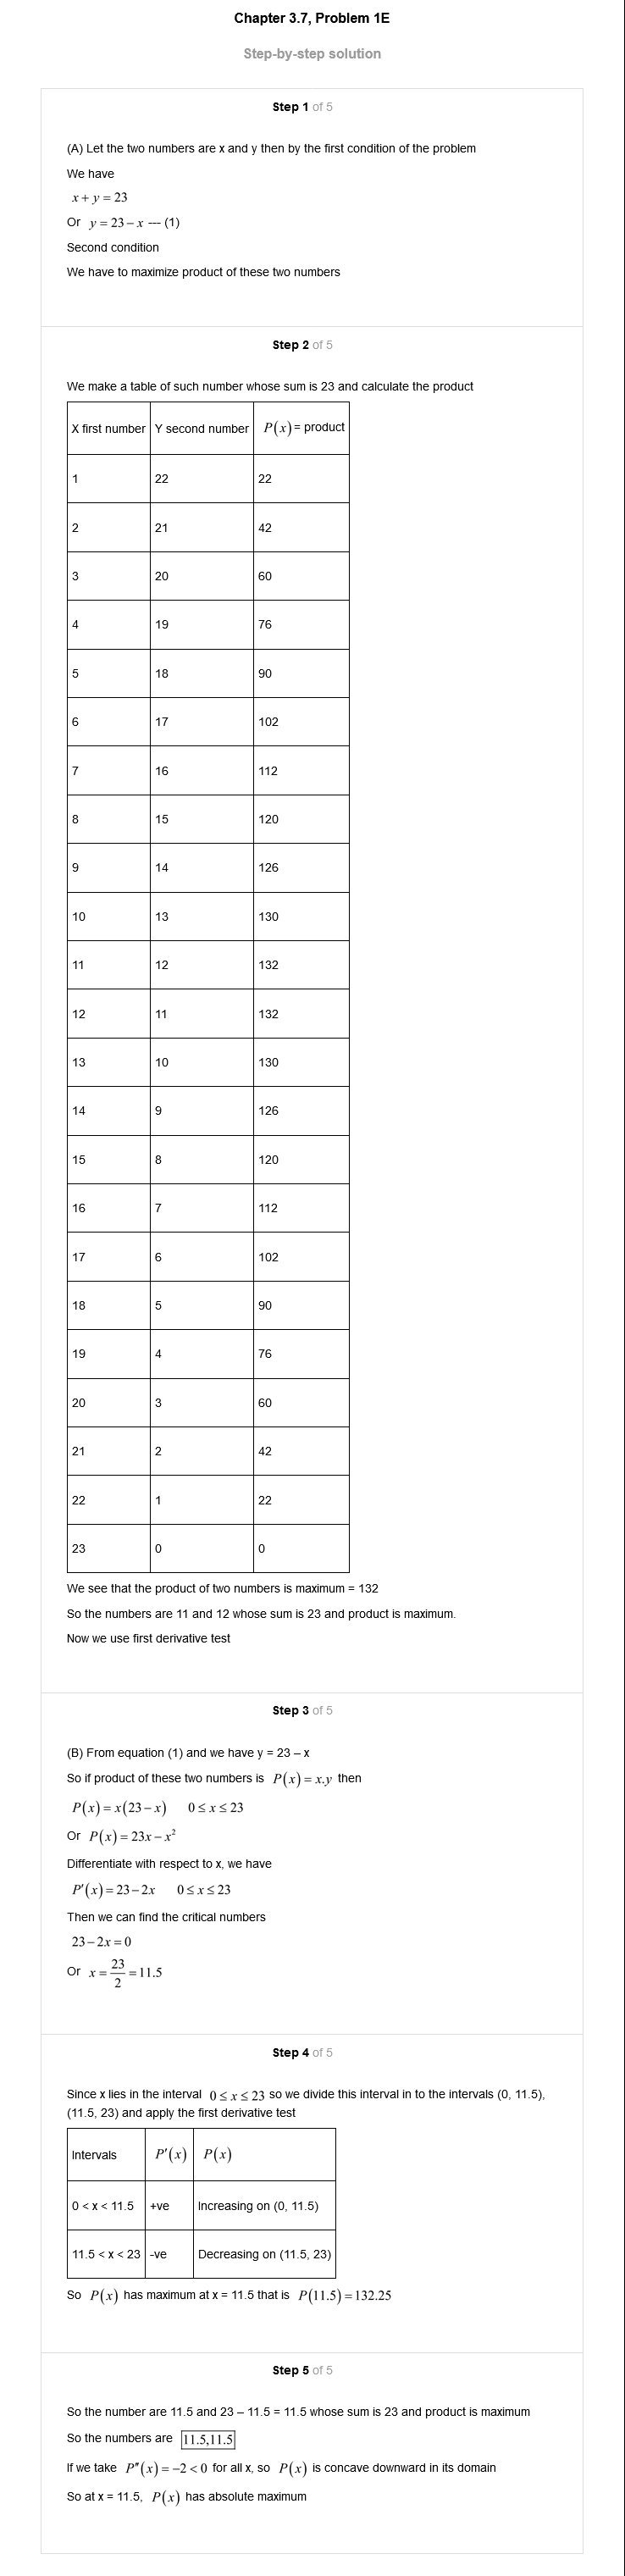 Chapter 3.7, Problem 1E
Step-by-step solution
Step 1 of 5
(A) Let the two numbers are x and y then by the first condition of the problem
We have
x + y = 23
Or y = 23 – x --- (1)
Second condition
We have to maximize product of these two numbers
Step 2 of 5
We make a table of such number whose sum is 23 and calculate the product
X first number Y second number P(x) = product
1 22 22
2 21 42
3 20 60
4 19 76
5 18 90
6 17 102
7 16 112
8 15 120
9 14 126
10 13 130
11 12 132
12 11 132
13 10 130
14 9 126
15 8 120
16 7 112
17 6 102
18 5 90
19 4 76
20 3 60
21 2 42
22 1 22
23 0 0
We see that the product of two numbers is maximum = 132
So the numbers are 11 and 12 whose sum is 23 and product is maximum.
Now we use first derivative test
Step 3 of 5
(B) From equation (1) and we have y = 23 – x
So if product of these two numbers is P(x) = x.y then
P(x) = x(23 – x) 0 ≤ x ≤ 23
Or P(x) = 23x – x²
Differentiate with respect to x, we have
P'(x) = 23 – 2x 0 ≤ x ≤ 23
Then we can find the critical numbers
23 – 2x = 0
Or x = 23/2 = 11.5
Step 4 of 5
Since x lies in the interval 0 ≤ x ≤ 23 so we divide this interval in to the intervals (0, 11.5),
(11.5, 23) and apply the first derivative test
Intervals P'(x) P(x)
0 < x < 11.5 +ve Increasing on (0, 11.5)
11.5 < x < 23 -ve Decreasing on (11.5, 23)
So P(x) has maximum at x = 11.5 that is P(11.5) = 132.25
Step 5 of 5
So the number are 11.5 and 23 – 11.5 = 11.5 whose sum is 23 and product is maximum
So the numbers are 11.5,11.5
If we take P"(x) = –2 < 0 for all x, so P(x) is concave downward in its domain
So at x = 11.5, P(x) has absolute maximum